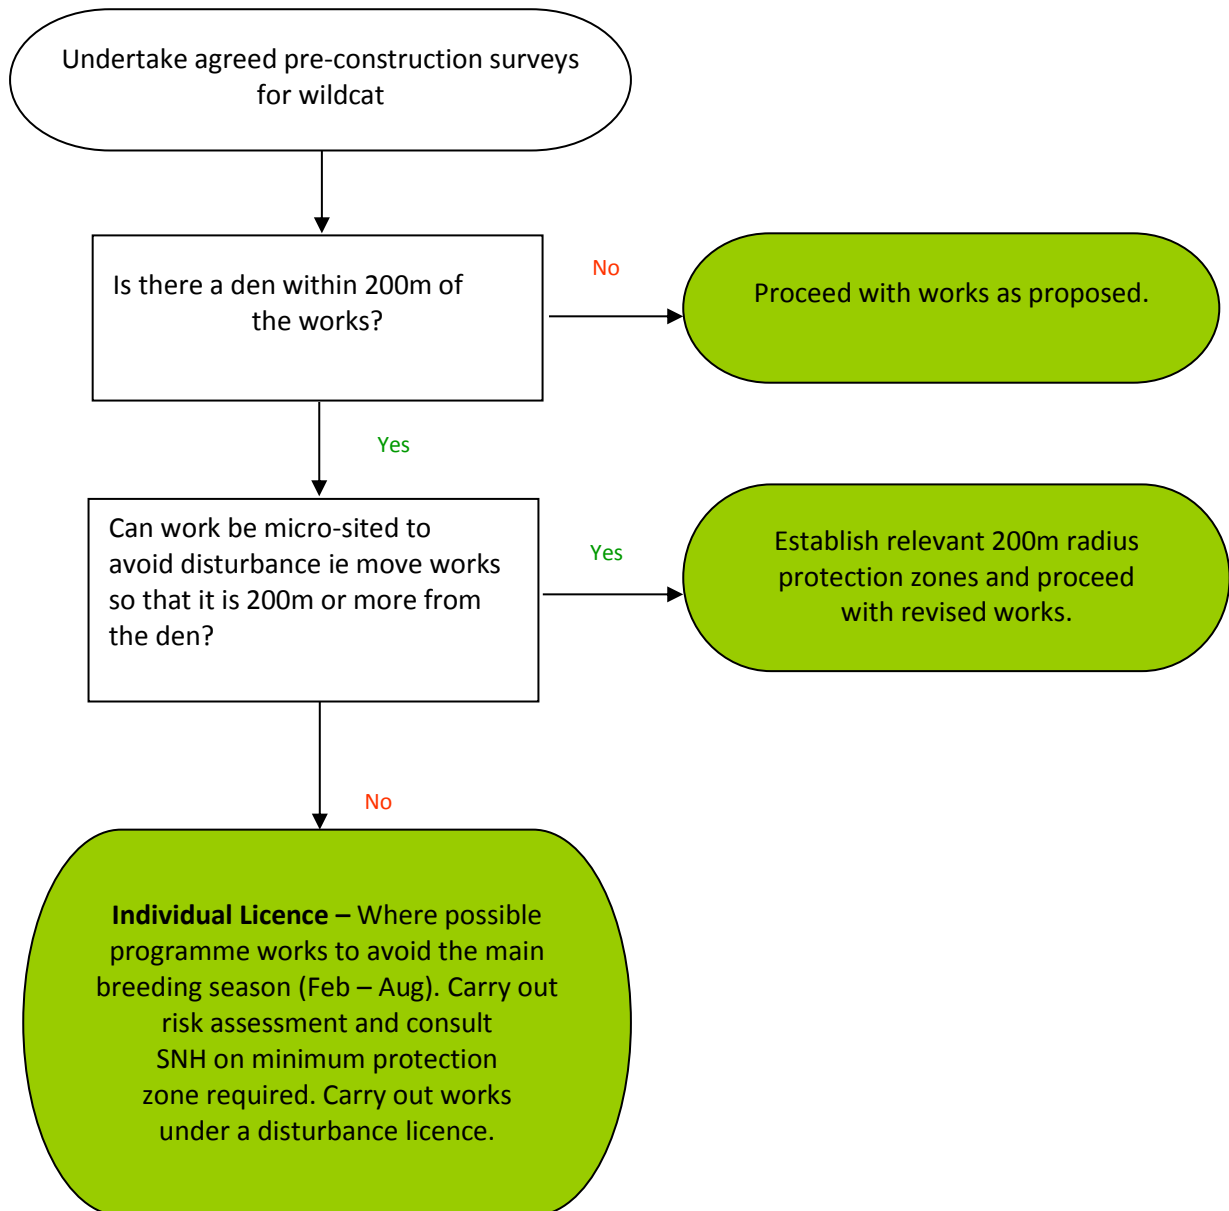 Undertake agreed pre-construction surveys
for wildcat
Is there a den within 200m of
the works?
No
Proceed with works as proposed.
Yes
Can work be micro-sited to
avoid disturbance ie move works
so that it is 200m or more from
the den?
Yes
Establish relevant 200m radius
protection zones and proceed
with revised works.
No
Individual Licence – Where possible
programme works to avoid the main
breeding season (Feb – Aug). Carry out
risk assessment and consult
SNH on minimum protection
zone required. Carry out works
under a disturbance licence.